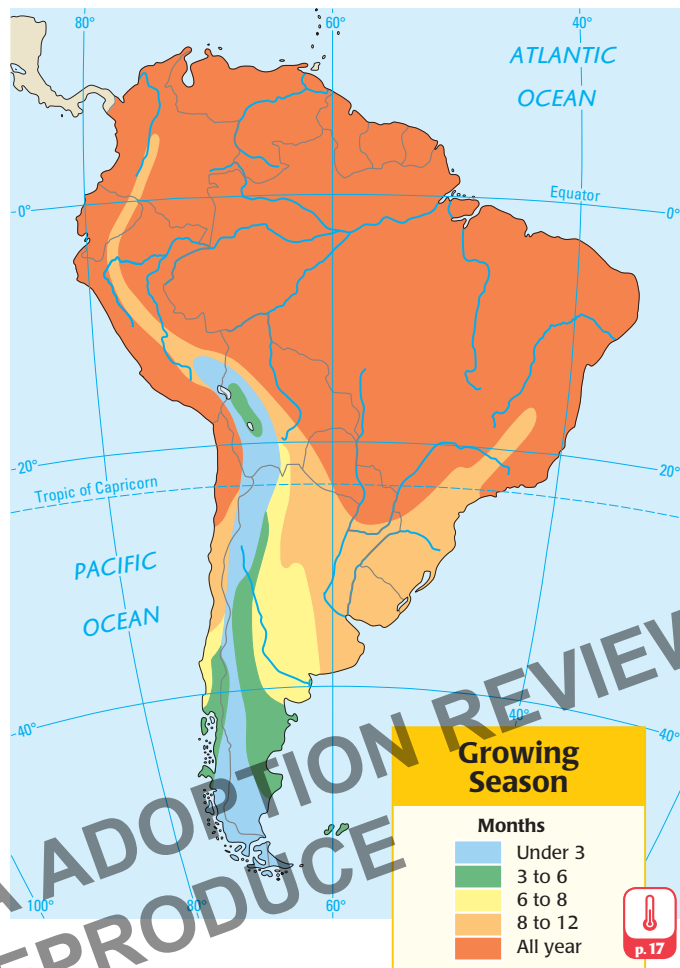 80°
60°
40°
ATLANTIC
OCEAN
Equator
0°
0°
20°
20°
Tropic of Capricorn
PACIFIC
OCEAN
40°
40°
40°
100°
80°
60°
A ADOPTION REVIEW
REPRODUCE
Growing
Season
Months
Under 3
3 to 6
6 to 8
8 to 12
All year
p. 17